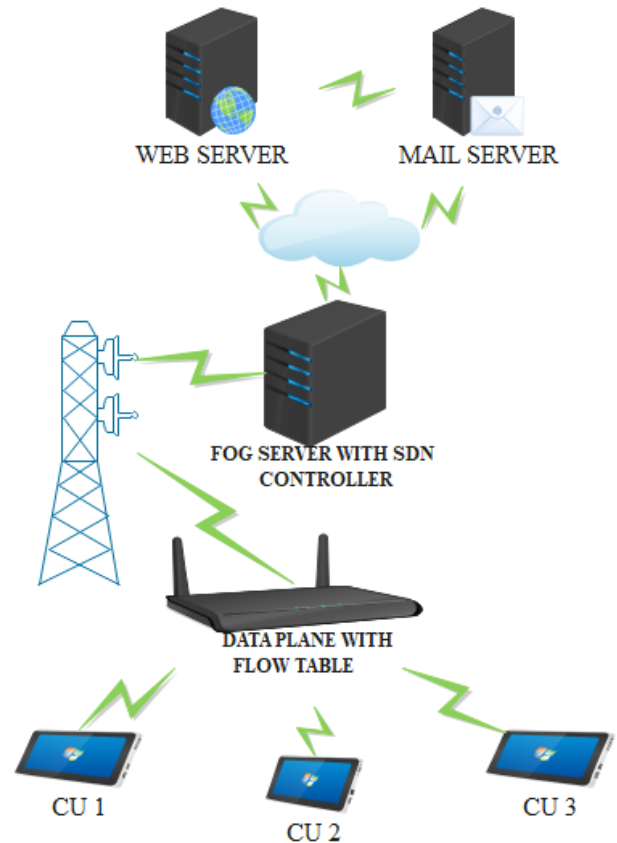 WEB SERVER
MAIL SERVER
FOG SERVER WITH SDN
CONTROLLER
DATA PLANE WITH
FLOW TABLE
CU 1
CU 2
CU 3